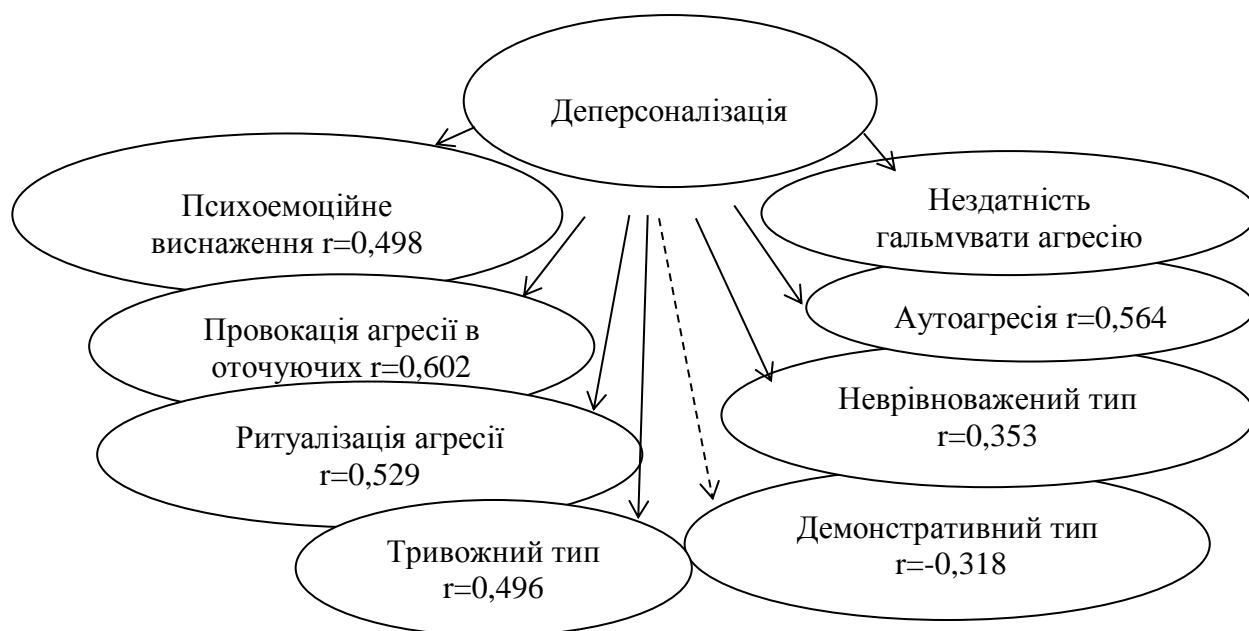 Деперсоналізація
Психоемоційне
виснаження r=0,498
Нездатність
гальмувати агресію
Провокація агресії в
оточуючих r=0,602
Аутоагресія r=0,564
Ритуалізація агресії
r=0,529
Неврівноважений тип
r=0,353
Тривожний тип
r=0,496
Демонстративний тип
r=-0,318